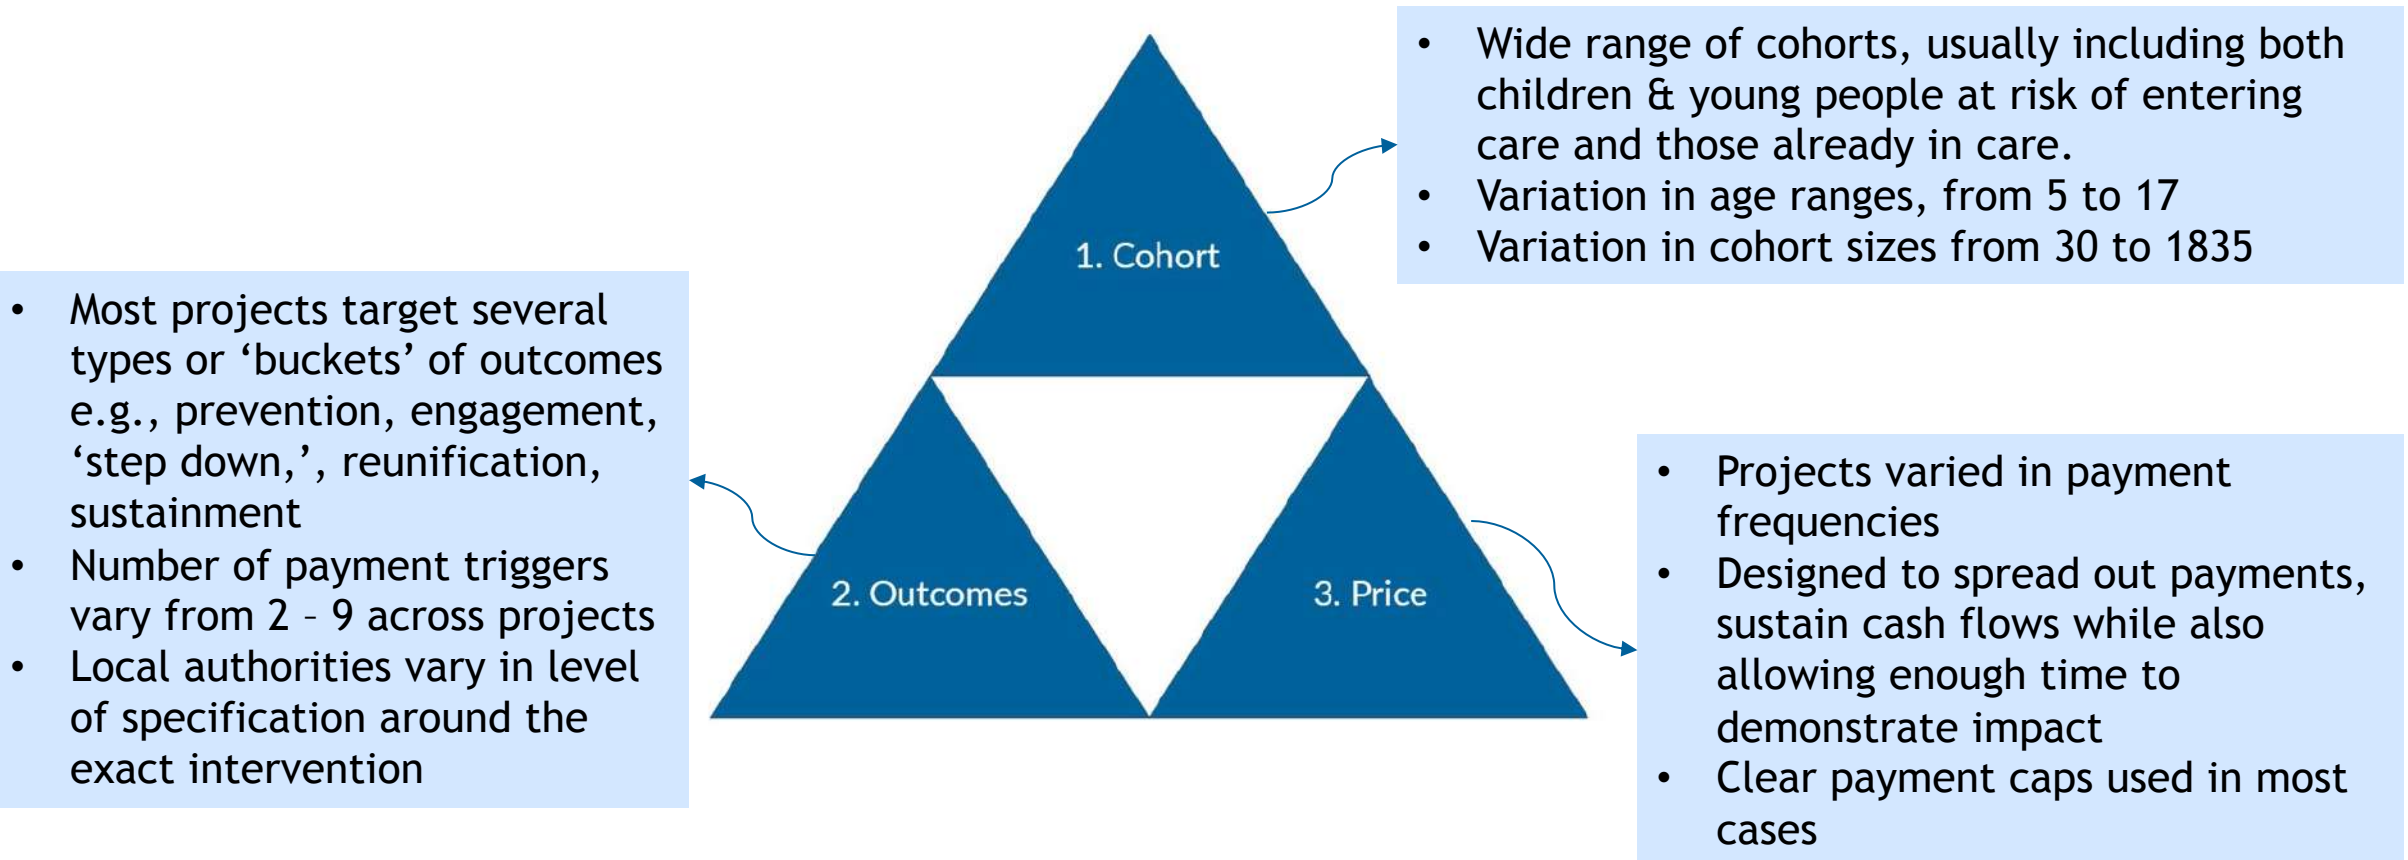 • Wide range of cohorts, usually including both
children & young people at risk of entering
care and those already in care.
• Variation in age ranges, from 5 to 17
• Variation in cohort sizes from 30 to 1835
1. Cohort
• Most projects target several
types or ‘buckets’ of outcomes
e.g., prevention, engagement,
‘step down,’, reunification,
sustainment
• Number of payment triggers
vary from 2 – 9 across projects
• Local authorities vary in level
of specification around the
exact intervention
2. Outcomes
3. Price
• Projects varied in payment
frequencies
• Designed to spread out payments,
sustain cash flows while also
allowing enough time to
demonstrate impact
• Clear payment caps used in most
cases